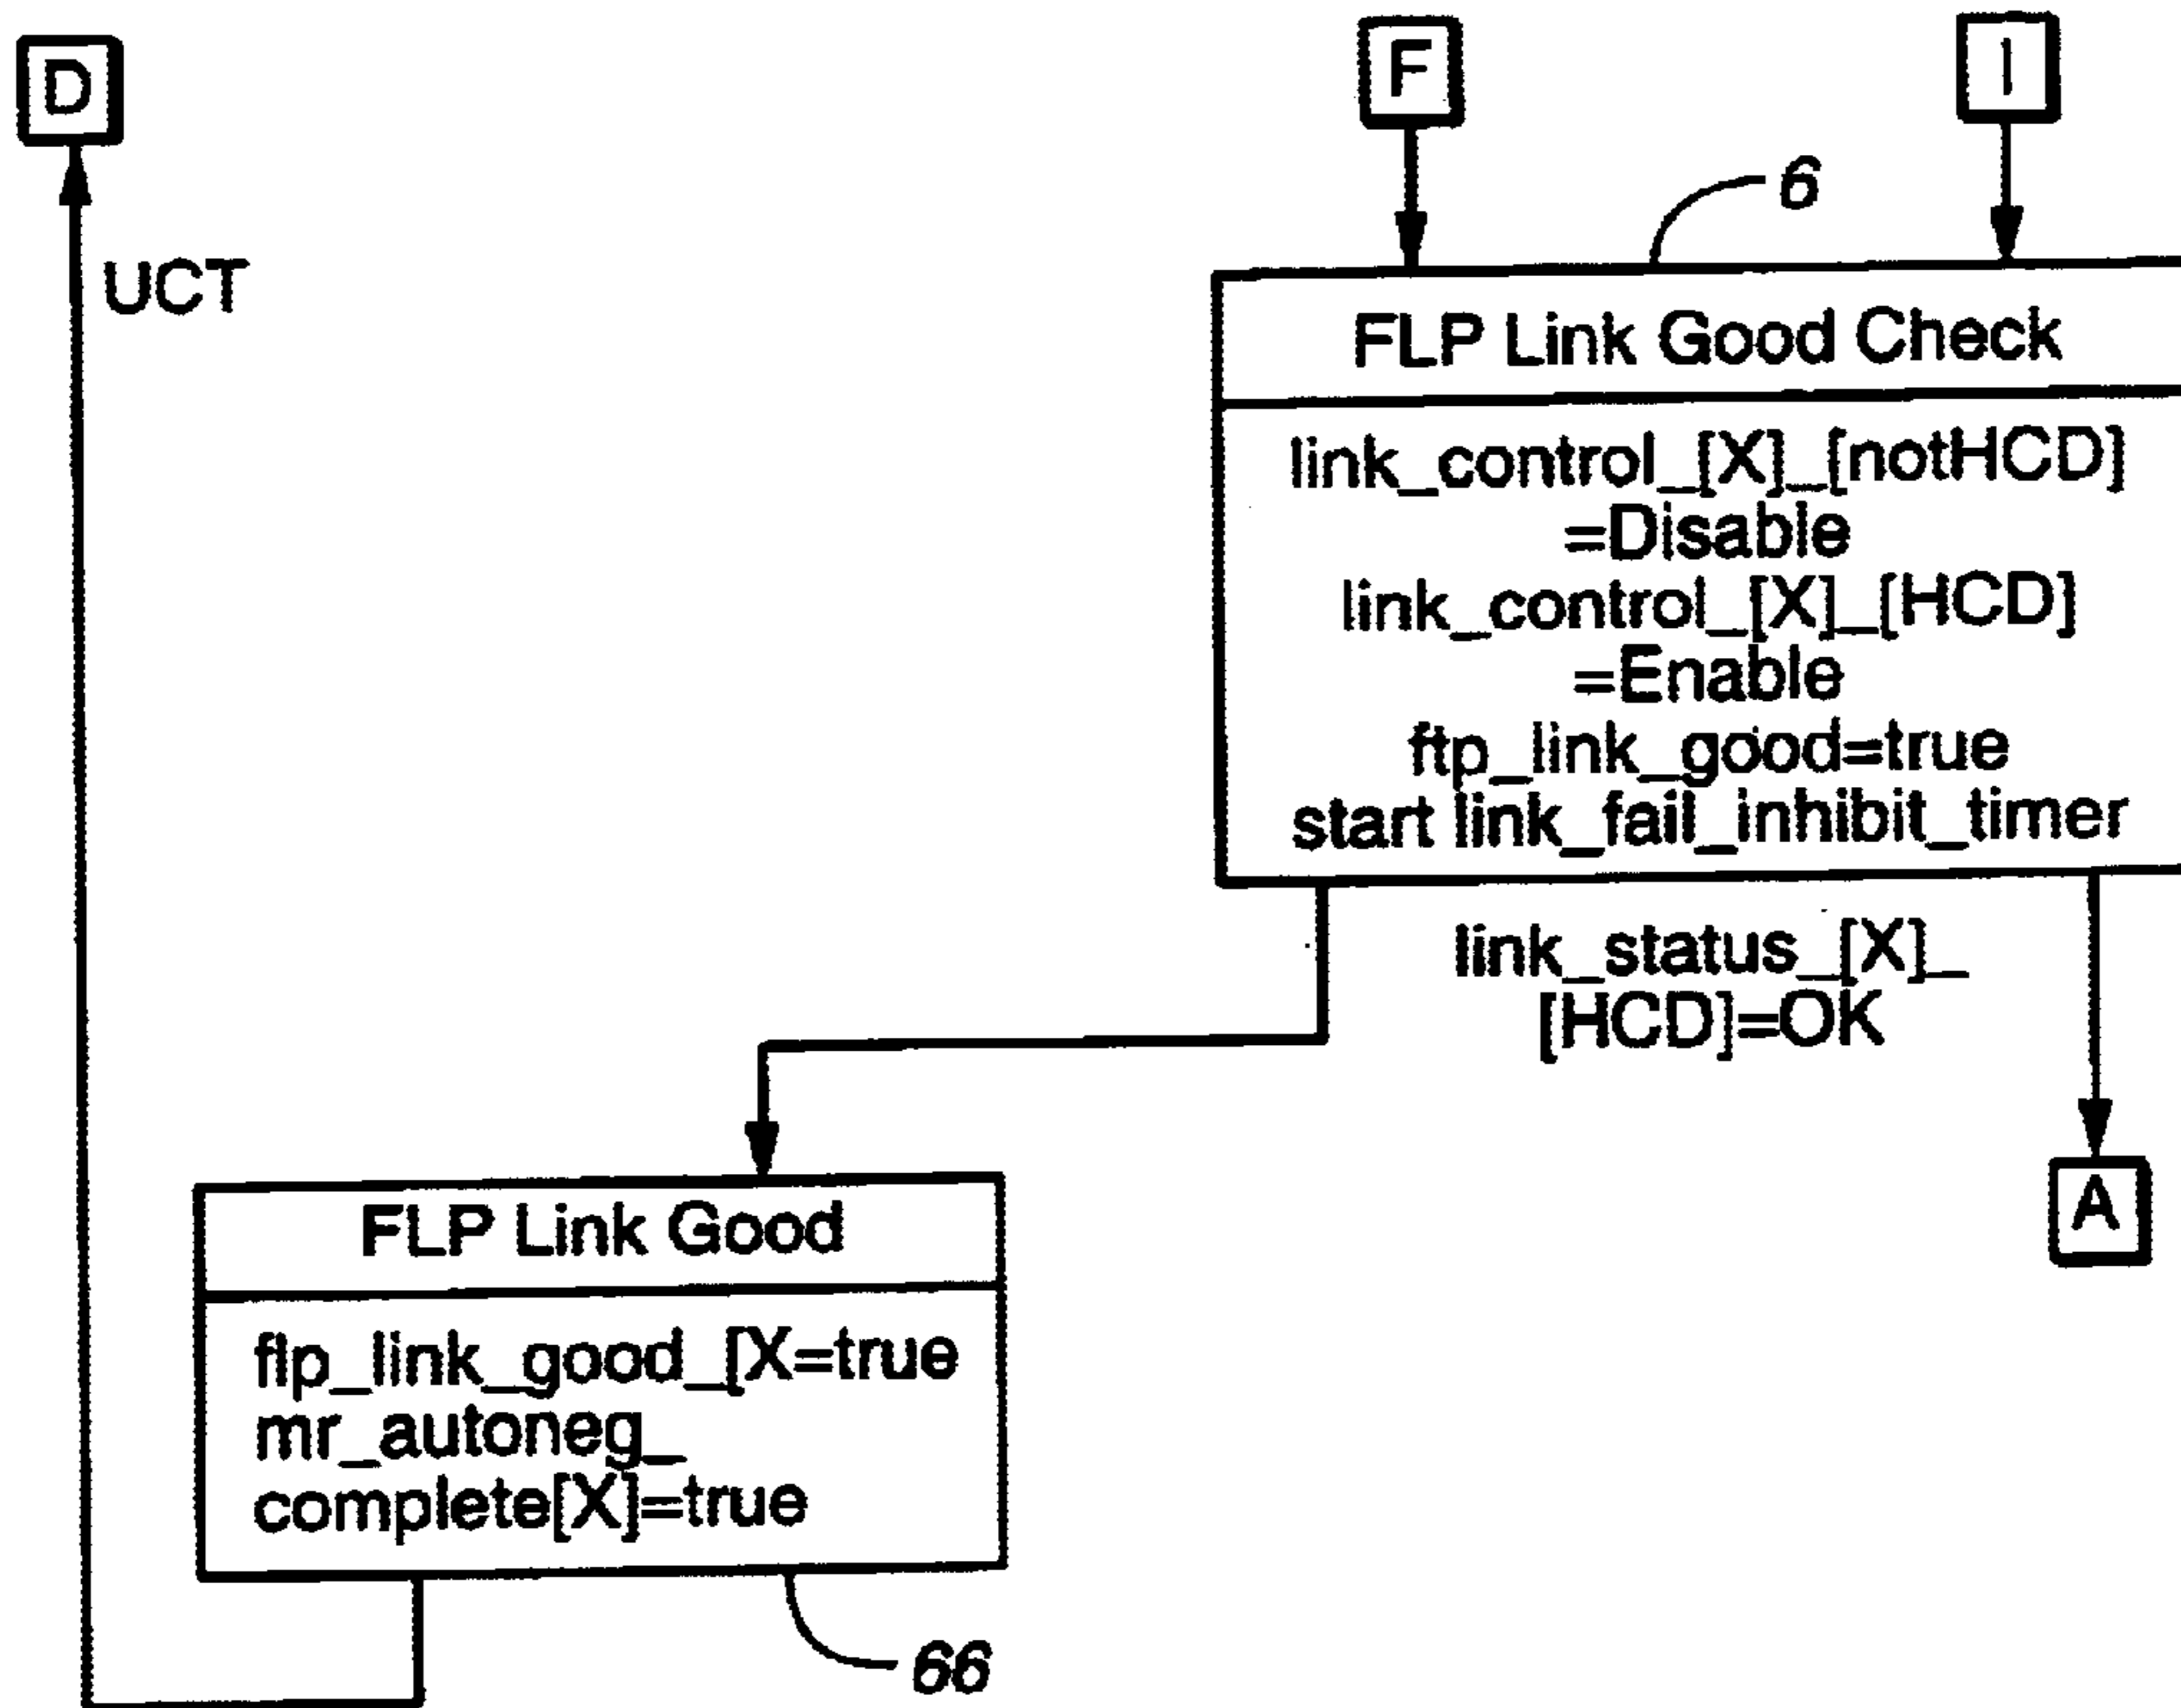 D
F
I
6
UCT
FLP Link Good Check
link_control_[X]_[notHCD]
=Disable
link_control_[X]_[HCD]
=Enable
flp_link_good=true
start link_fail_inhibit_timer
link_status_[X]_
[HCD]=OK
A
FLP Link Good
flp_link_good_[X=true
mr_autoneg_
complete[X]=true
66